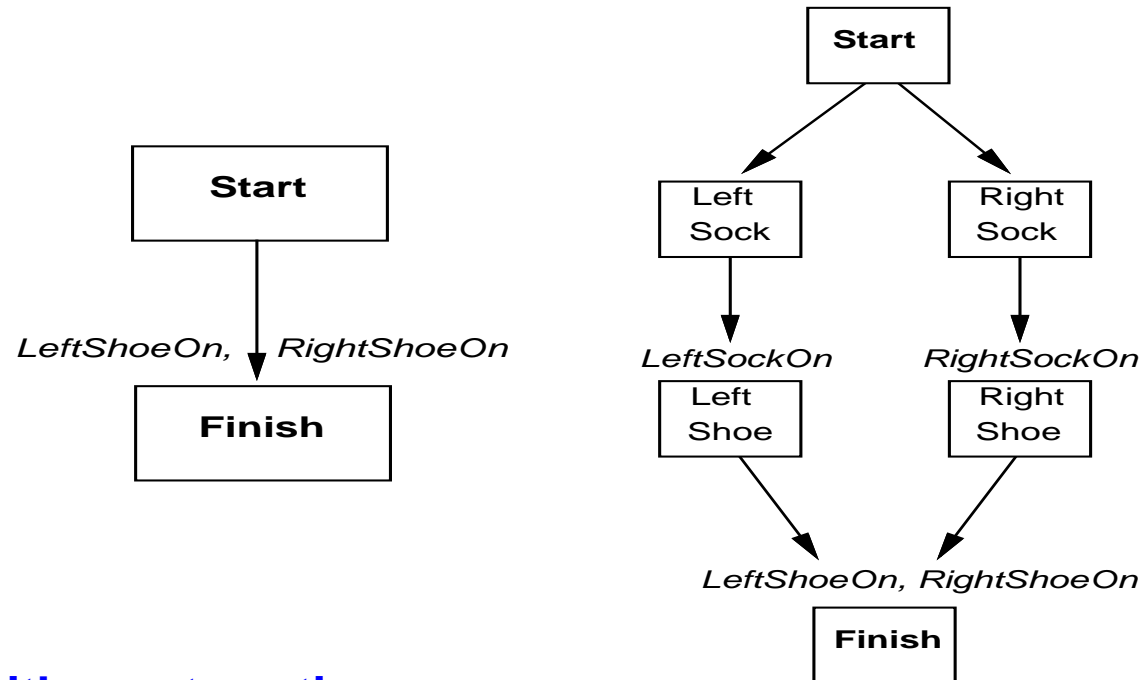 Start
LeftShoeOn, RightShoeOn
Finish
Start
Left
Sock
Right
Sock
LeftSockOn
RightSockOn
Left
Shoe
Right
Shoe
LeftShoeOn, RightShoeOn
Finish